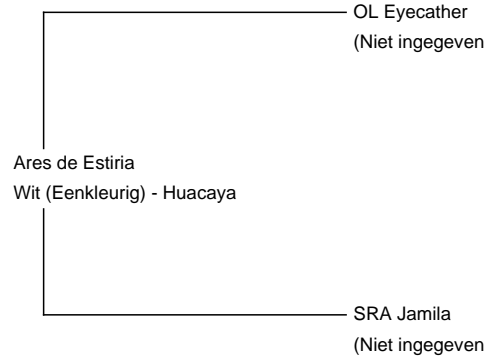 OL Eyecather
(Niet ingegeven
Ares de Estiria
Wit (Eenkleurig) - Huacaya
SRA Jamila
(Niet ingegeven